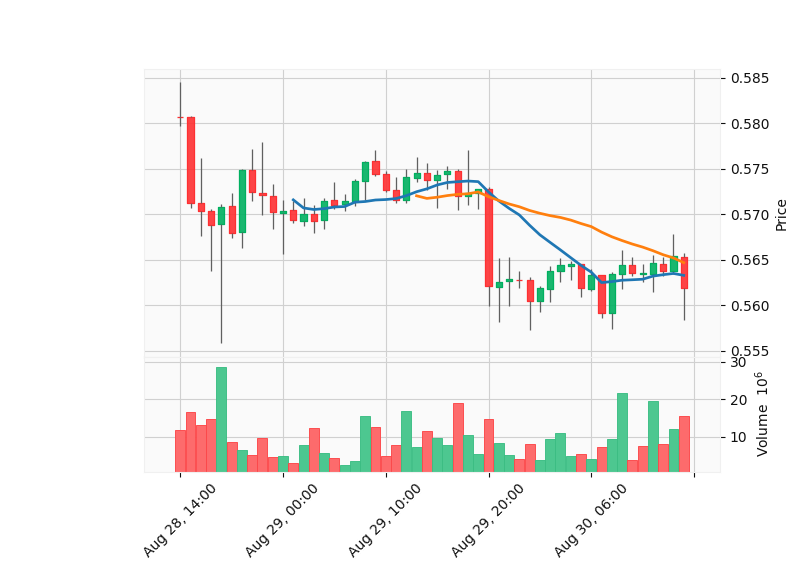 0.585
0.580
0.575
0.570
0.565
0.560
0.555
Price
30
20
10
Volume 10^6
Aug 28, 14:00
Aug 29, 00:00
Aug 29, 10:00
Aug 29, 20:00
Aug 30, 06:00